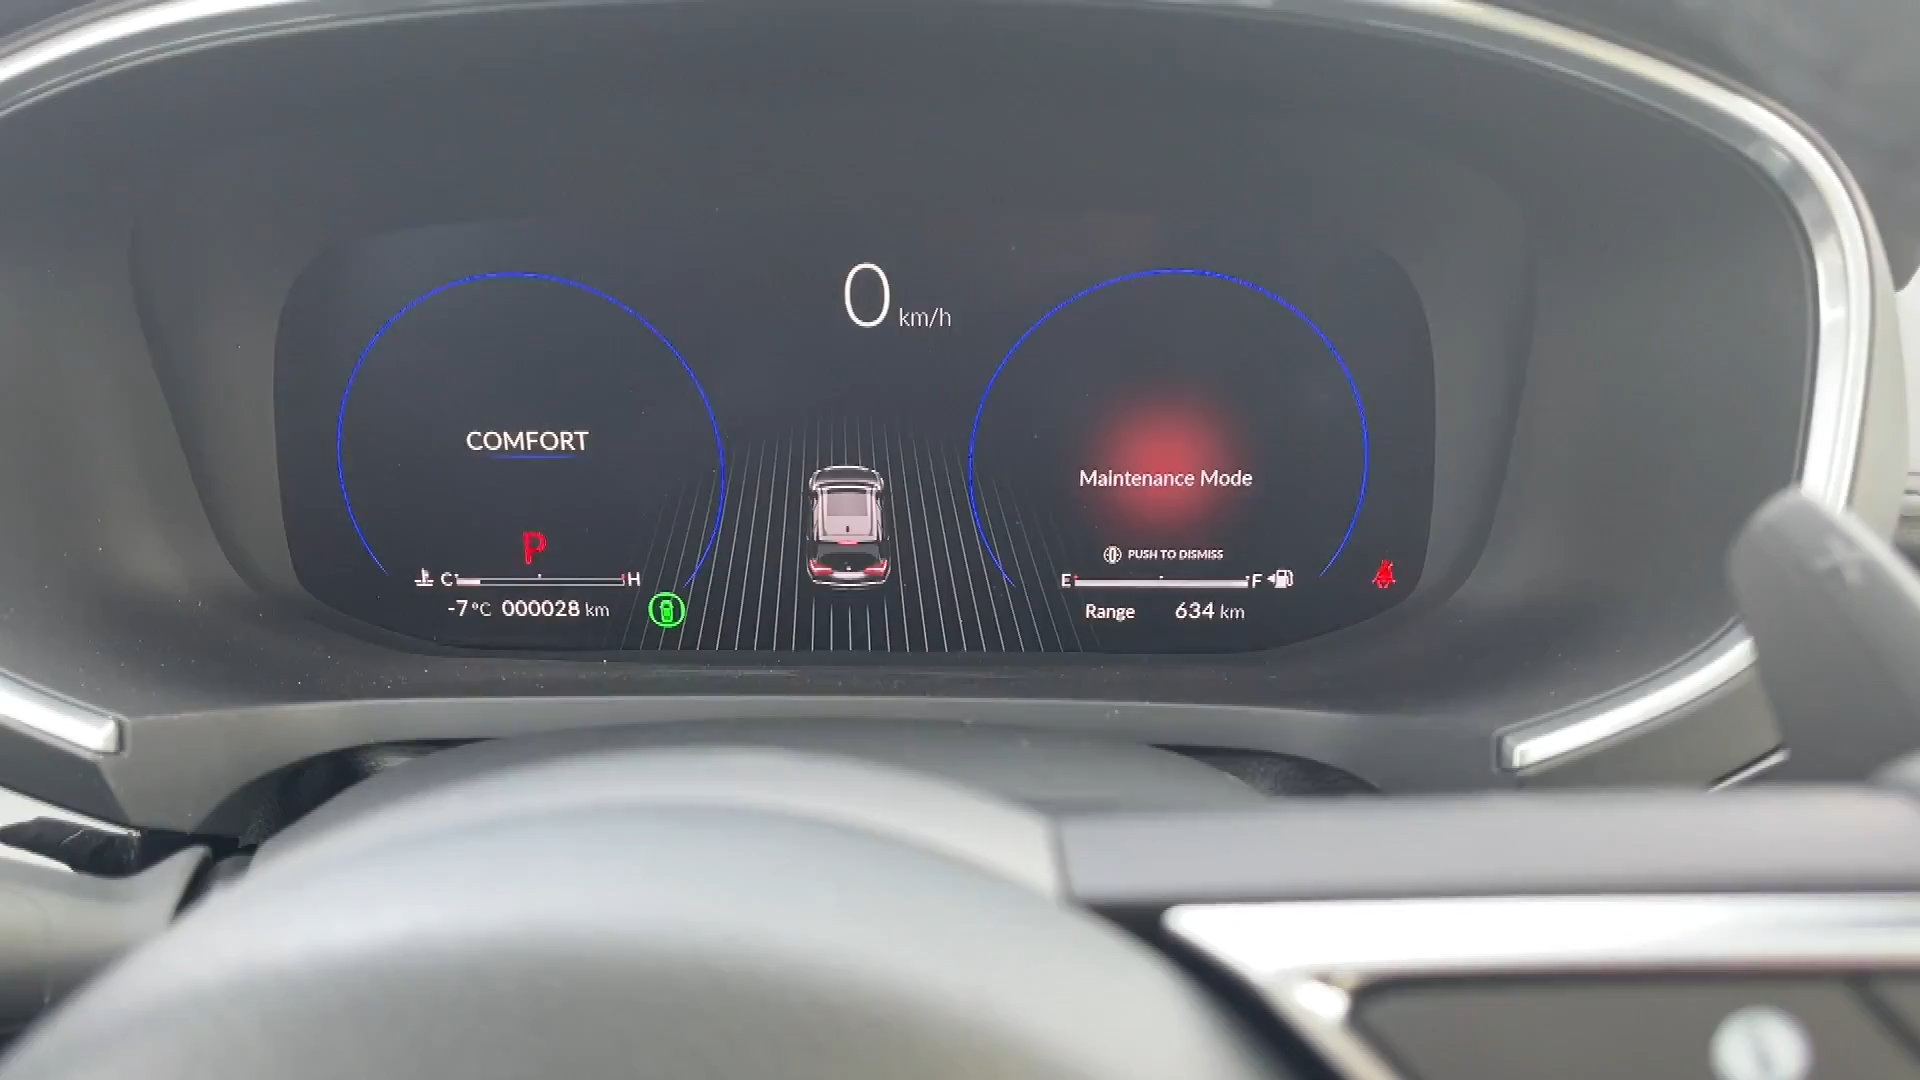 0 km/h
COMFORT
Maintenance Mode
P
PUSH TO DISMISS
C H
E F
-7 °C 000028 km
Range 634 km